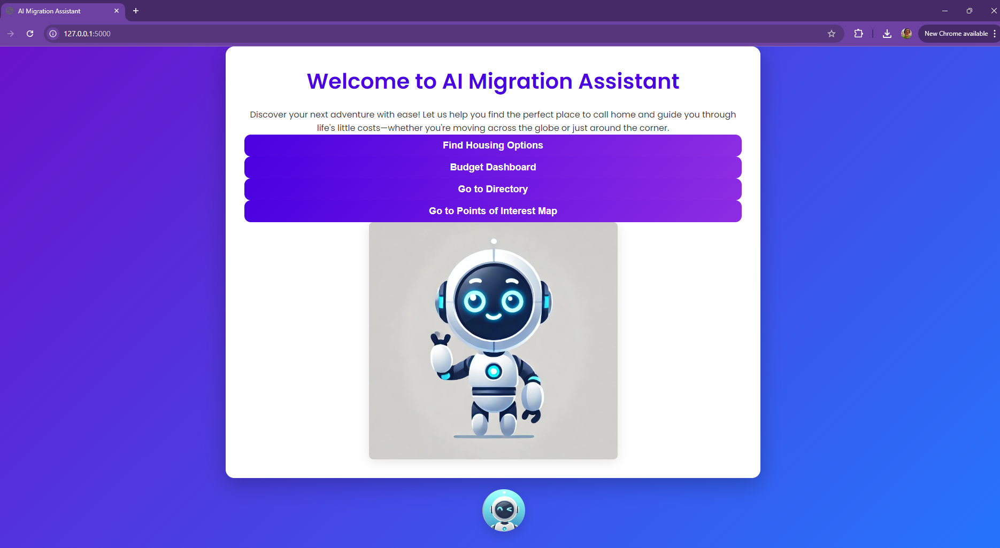 AI Migration Assistant
127.0.0.1:5000
New Chrome available
Welcome to AI Migration Assistant
Discover your next adventure with ease! Let us help you find the perfect place to call home and guide you through
life's little costs—whether you're moving across the globe or just around the corner.
Find Housing Options
Budget Dashboard
Go to Directory
Go to Points of Interest Map